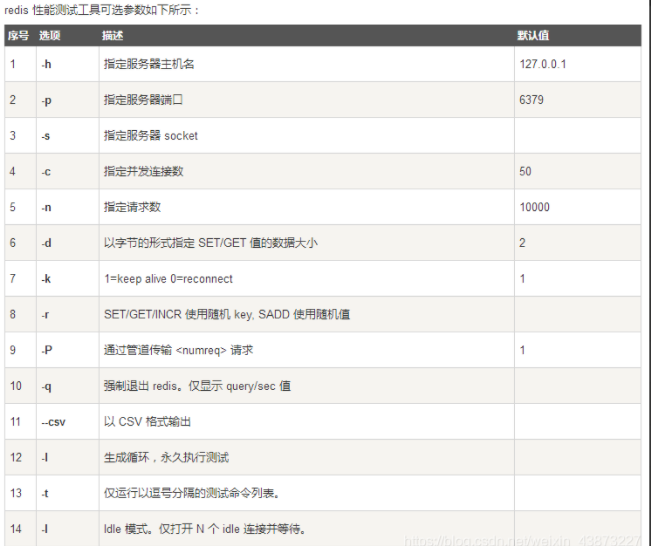 redis 性能测试工具可选参数如下所示：
序号 选项 描述 默认值
1 -h 指定服务器主机名 127.0.0.1
2 -p 指定服务器端口 6379
3 -s 指定服务器 socket
4 -c 指定并发连接数 50
5 -n 指定请求数 10000
6 -d 以字节的形式指定 SET/GET 值的数据大小 2
7 -k 1=keep alive 0=reconnect 1
8 -r SET/GET/INCR 使用随机 key, SADD 使用随机值
9 -P 通过管道传输 <numreq> 请求 1
10 -q 强制退出 redis。仅显示 query/sec 值
11 --csv 以 CSV 格式输出
12 -l 生成循环，永久执行测试
13 -t 仅运行以逗号分隔的测试命令列表。
14 -I Idle 模式。仅打开 N 个 idle 连接并等待。
https://blog.csdn.net/weixin_43873227